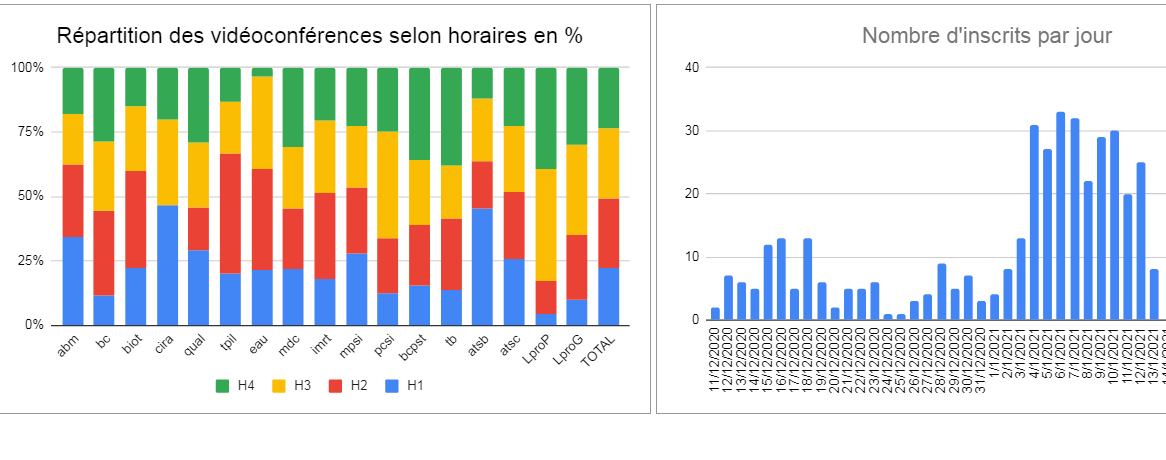 Répartition des vidéoconférences selon horaires en %
100%
75%
50%
25%
0%
abm
bc
biot
cira
qual
tpil
eau
mdc
imrt
mpsi
pcsi
bcpst
tb
atsb
atsc
LproP
LproG
TOTAL
H4 H3 H2 H1
Nombre d'inscrits par jour
40
30
20
10
0
11/12/2020
12/12/2020
13/12/2020
14/12/2020
15/12/2020
16/12/2020
17/12/2020
18/12/2020
19/12/2020
20/12/2020
21/12/2020
22/12/2020
23/12/2020
24/12/2020
25/12/2020
26/12/2020
27/12/2020
28/12/2020
29/12/2020
30/12/2020
31/12/2020
1/1/2021
2/1/2021
3/1/2021
4/1/2021
5/1/2021
6/1/2021
7/1/2021
8/1/2021
9/1/2021
10/1/2021
11/1/2021
12/1/2021
13/1/2021